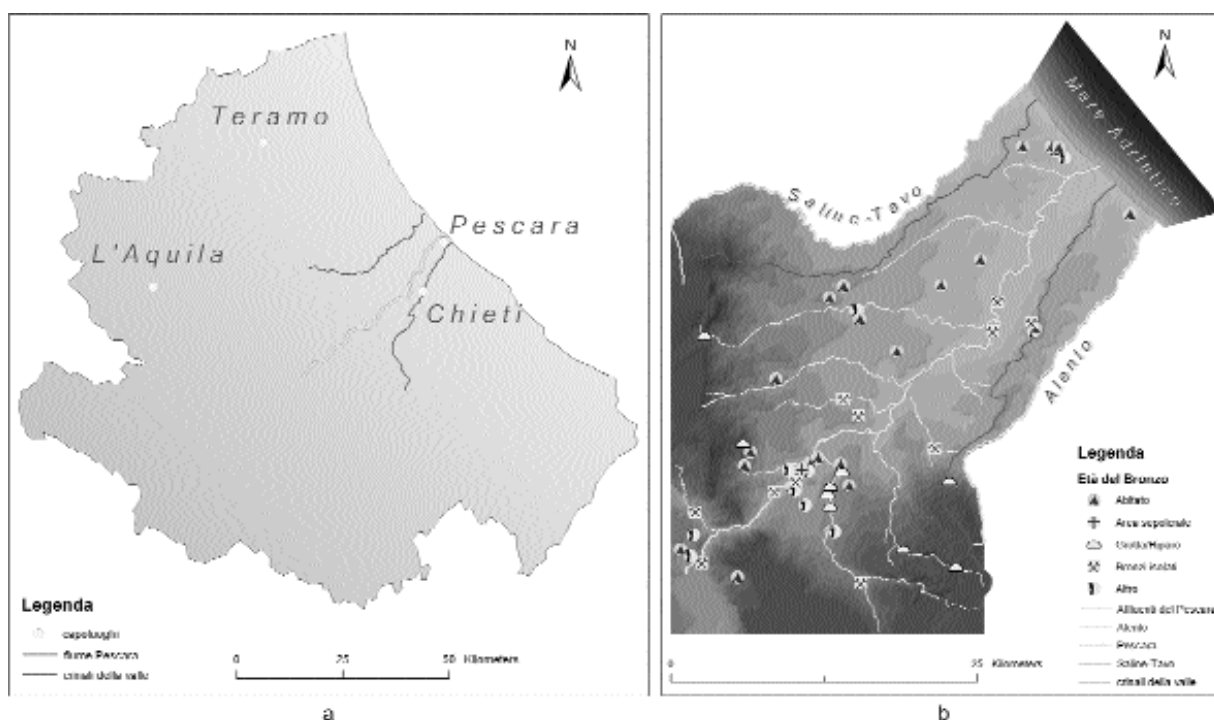 N
Teramo
Pescara
L'Aquila
Chieti
Legenda
capoluoghi
fiume Pescara
crinali della valle
0 25 50 Kilometers
a
N
Mare Adriatico
Saline-Tavo
Alento
Legenda
Età del Bronzo
Abitato
Area sepolcrale
Grotta/Riparo
Bronzi isolati
Altro
Affluenti del Pescara
Alento
Pescara
Saline-Tavo
crinali della valle
0 25 Kilometers
b